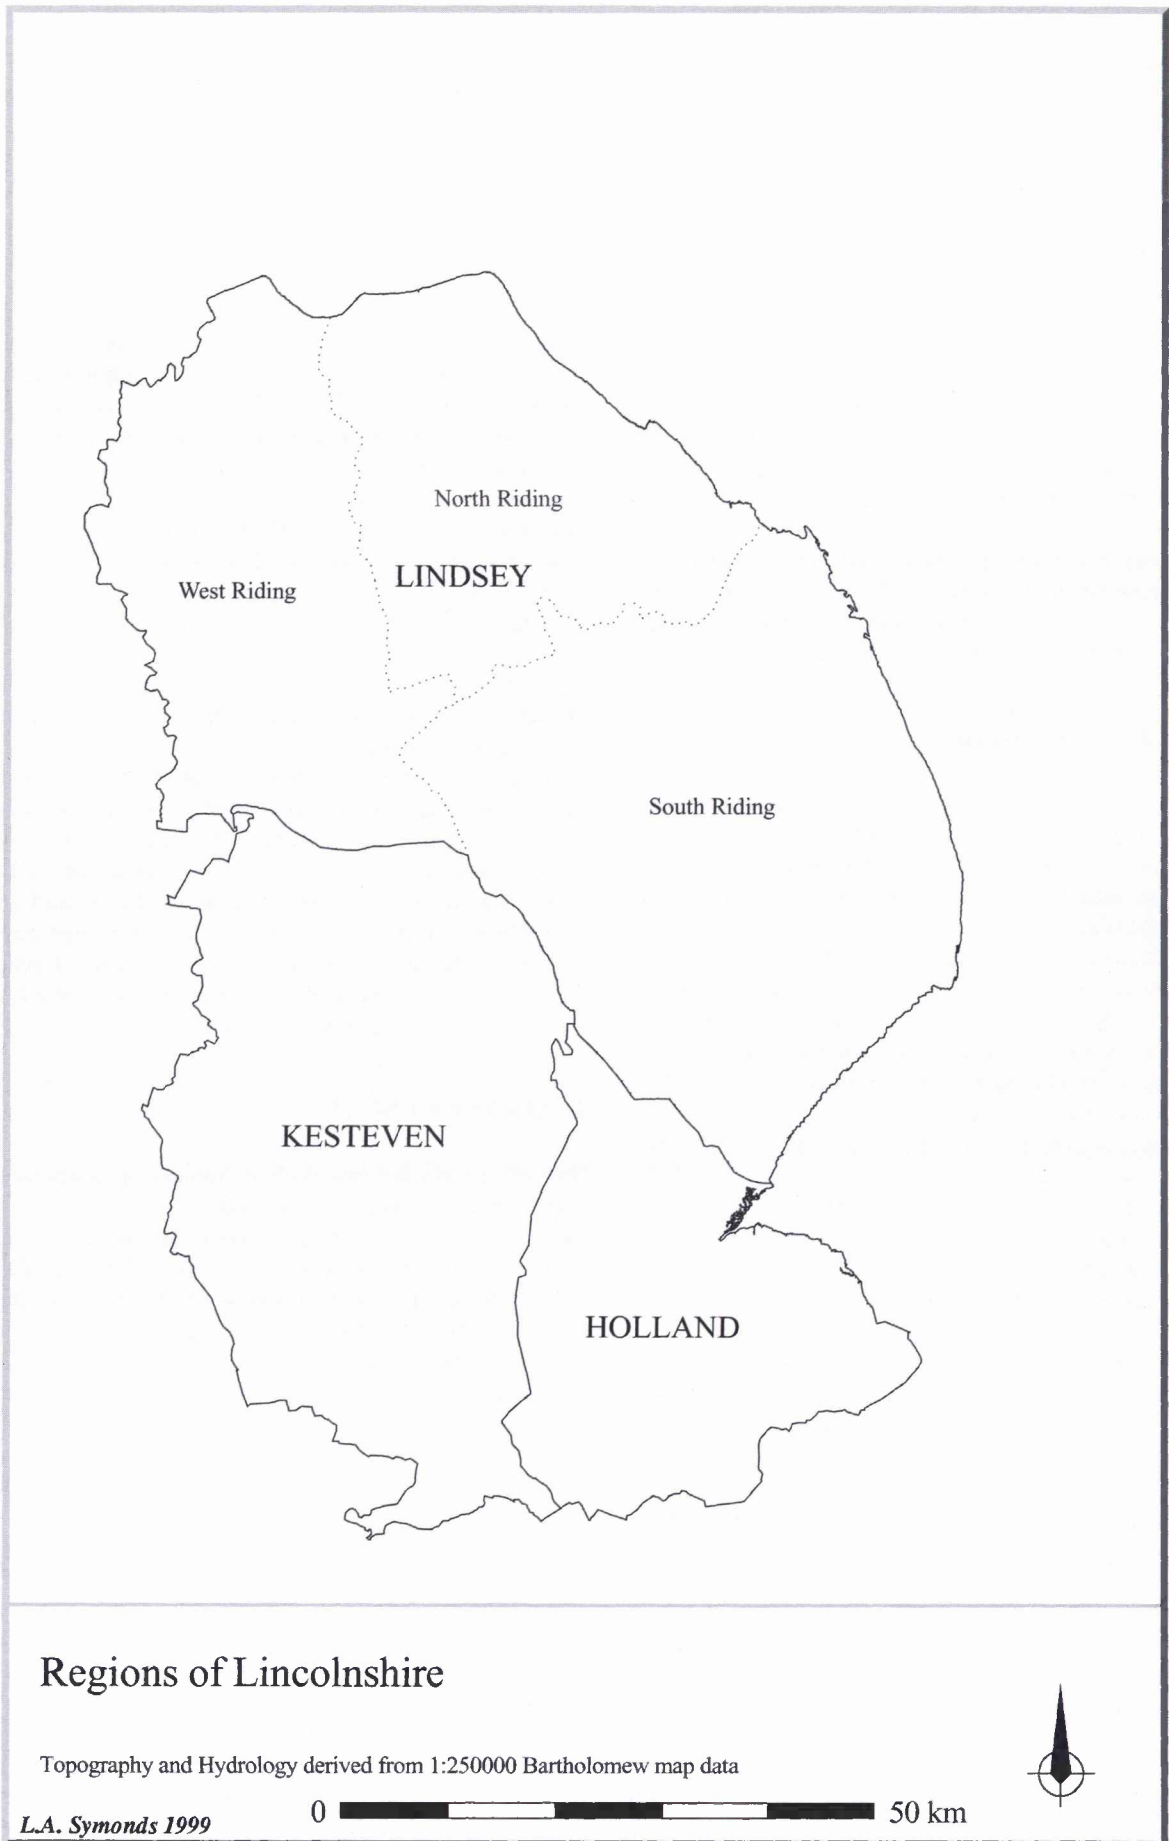 North Riding
LINDSEY
West Riding
South Riding
KESTEVEN
HOLLAND
Regions of Lincolnshire
Topography and Hydrology derived from 1:250000 Bartholomew map data
0 50 km
L.A. Symonds 1999